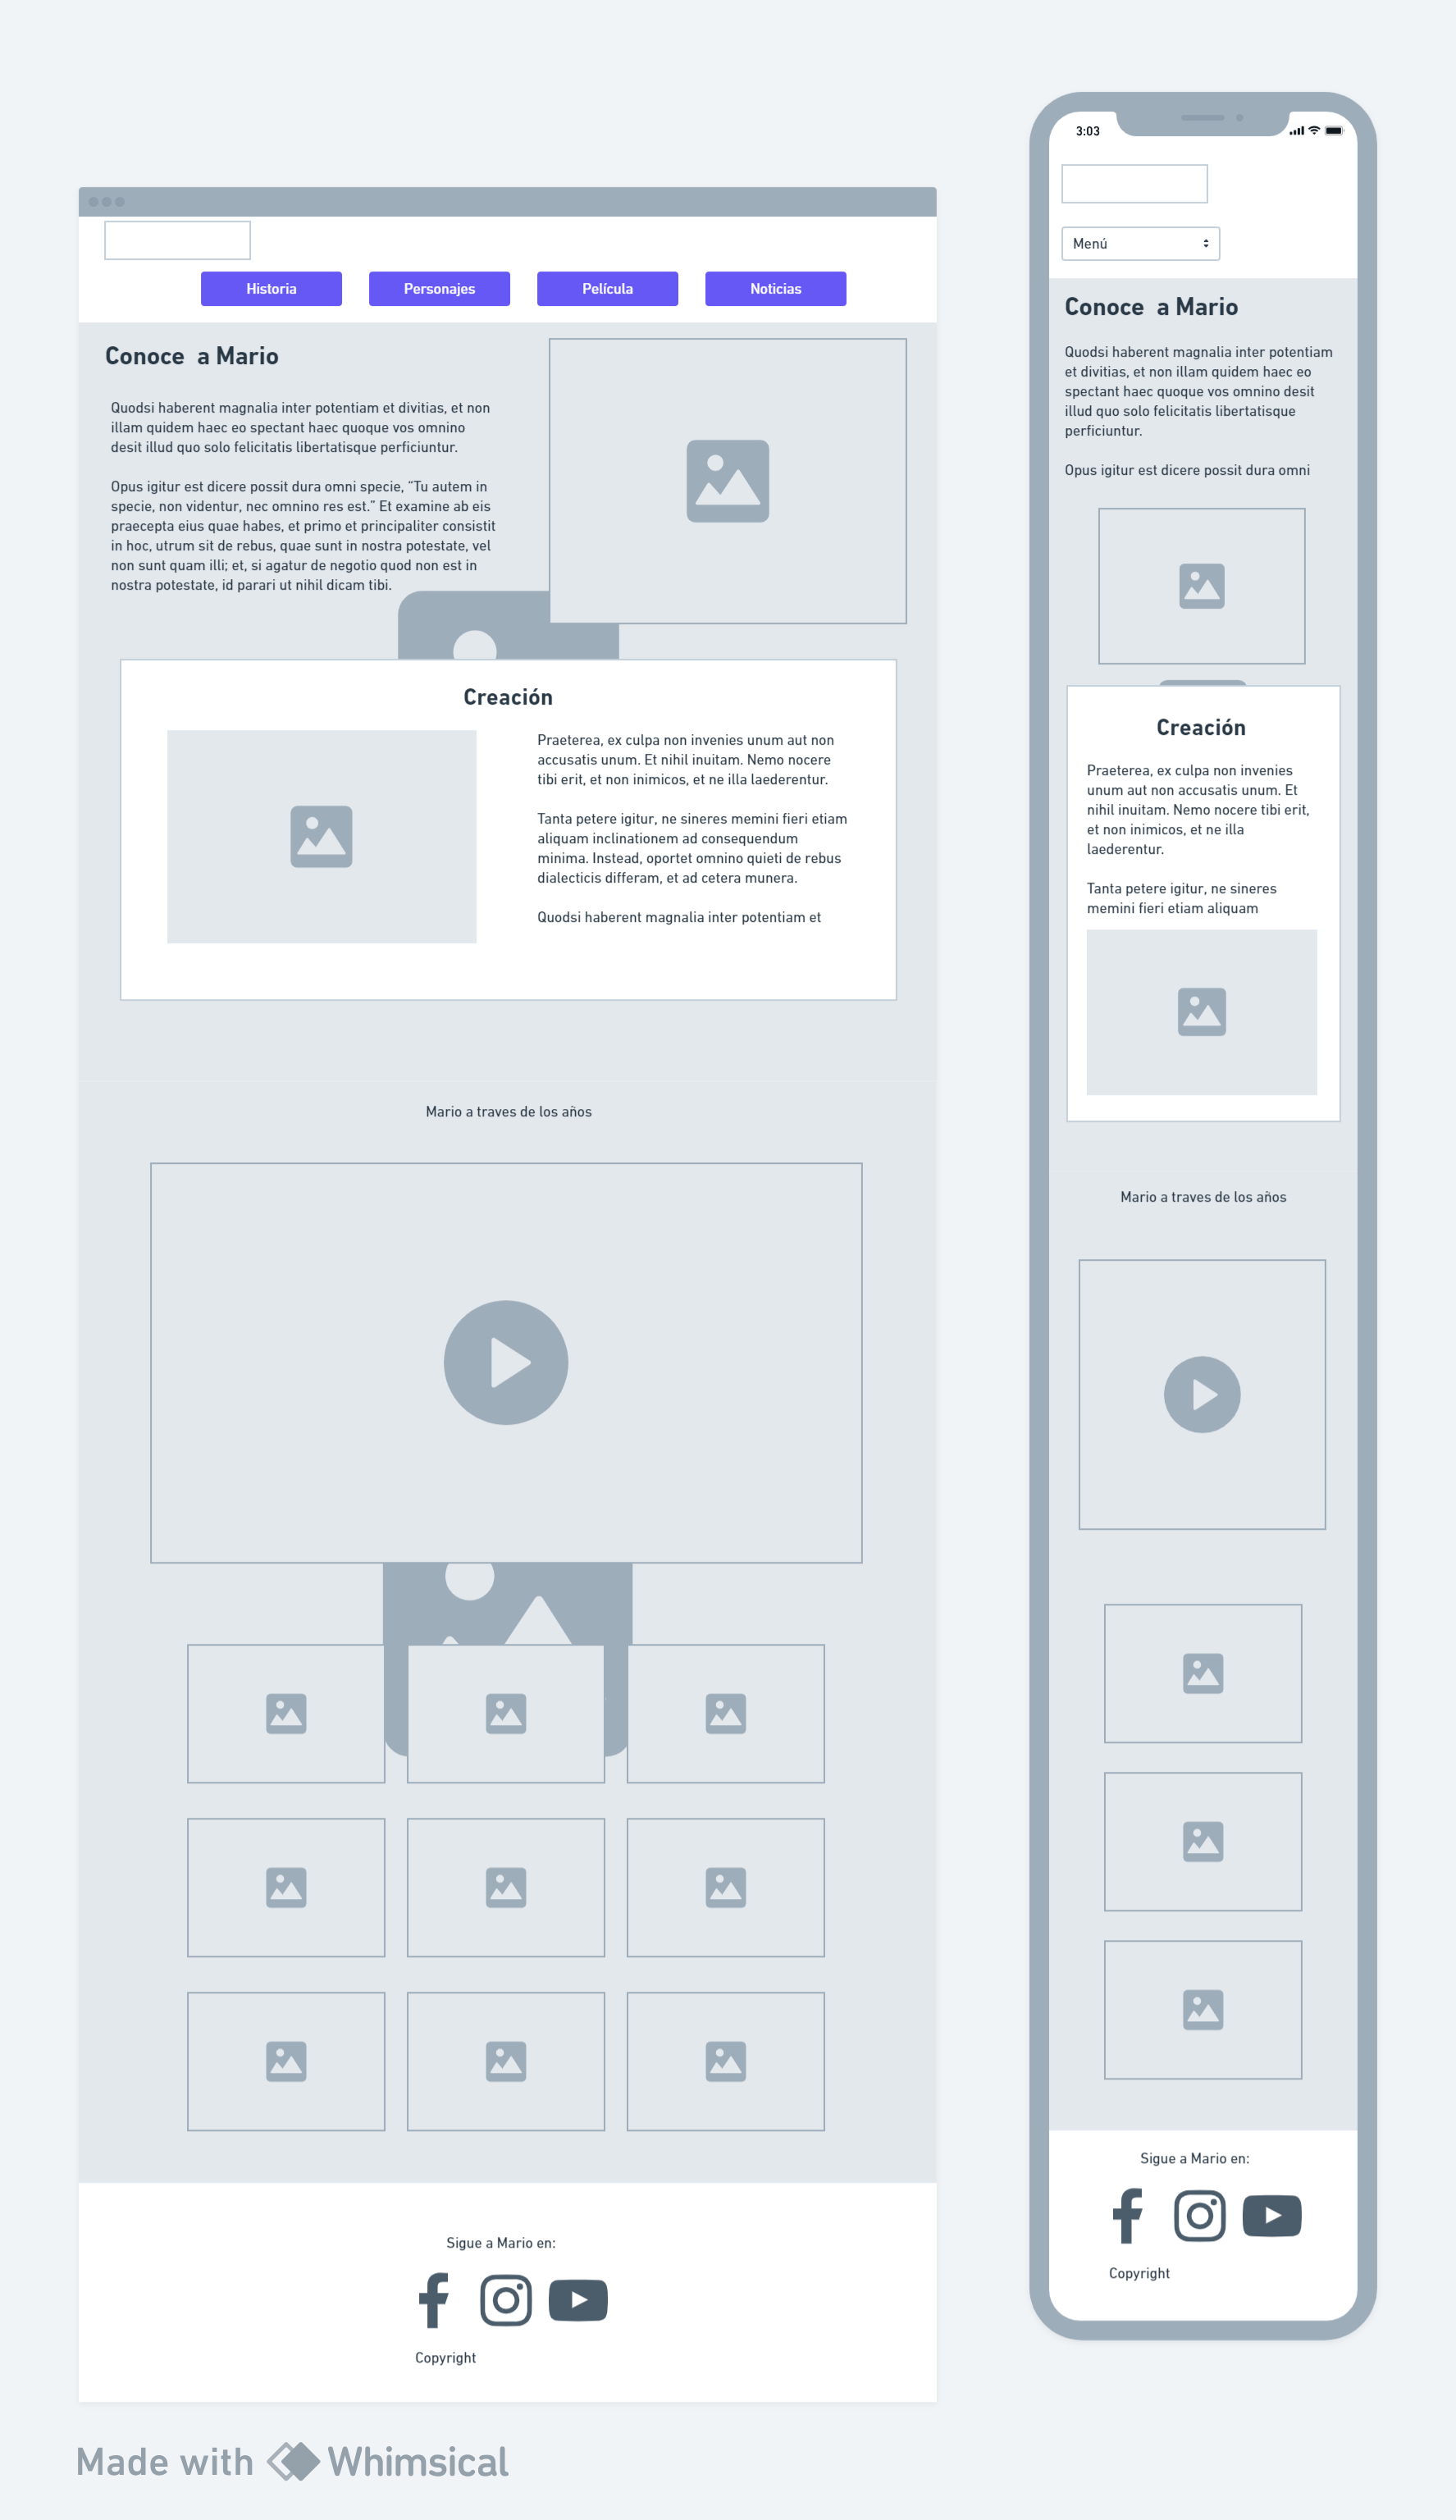 Historia
Personajes
Película
Noticias
Conoce  a Mario
Quodsi haberent magnalia inter potentiam et divitias, et non
illam quidem haec eo spectant haec quoque vos omnino
desit illud quo solo felicitatis libertatisque perficiuntur.
Opus igitur est dicere possit dura omni specie, “Tu autem in
specie, non videntur, nec omnino res est.” Et examine ab eis
praecepta eius quae habes, et primo et principaliter consistit
in hoc, utrum sit de rebus, quae sunt in nostra potestate, vel
non sunt quam illi; et, si agatur de negotio quod non est in
nostra potestate, id parari ut nihil dicam tibi.
Creación
Praeterea, ex culpa non invenies unum aut non
accusatis unum. Et nihil inuitam. Nemo nocere
tibi erit, et non inimicos, et ne illa laederentur.
Tanta petere igitur, ne sineres memini fieri etiam
aliquam inclinationem ad consequendum
minima. Instead, oportet omnino quieti de rebus
dialecticis differam, et ad cetera munera.
Quodsi haberent magnalia inter potentiam et
Mario a traves de los años
Sigue a Mario en:
Copyright
3:03
Menú
Conoce  a Mario
Quodsi haberent magnalia inter potentiam
et divitias, et non illam quidem haec eo
spectant haec quoque vos omnino desit
illud quo solo felicitatis libertatisque
perficiuntur.
Opus igitur est dicere possit dura omni
Creación
Praeterea, ex culpa non invenies
unum aut non accusatis unum. Et
nihil inuitam. Nemo nocere tibi erit,
et non inimicos, et ne illa
laederentur.
Tanta petere igitur, ne sineres
memini fieri etiam aliquam
Mario a traves de los años
Sigue a Mario en:
Copyright
Made with Whimsical